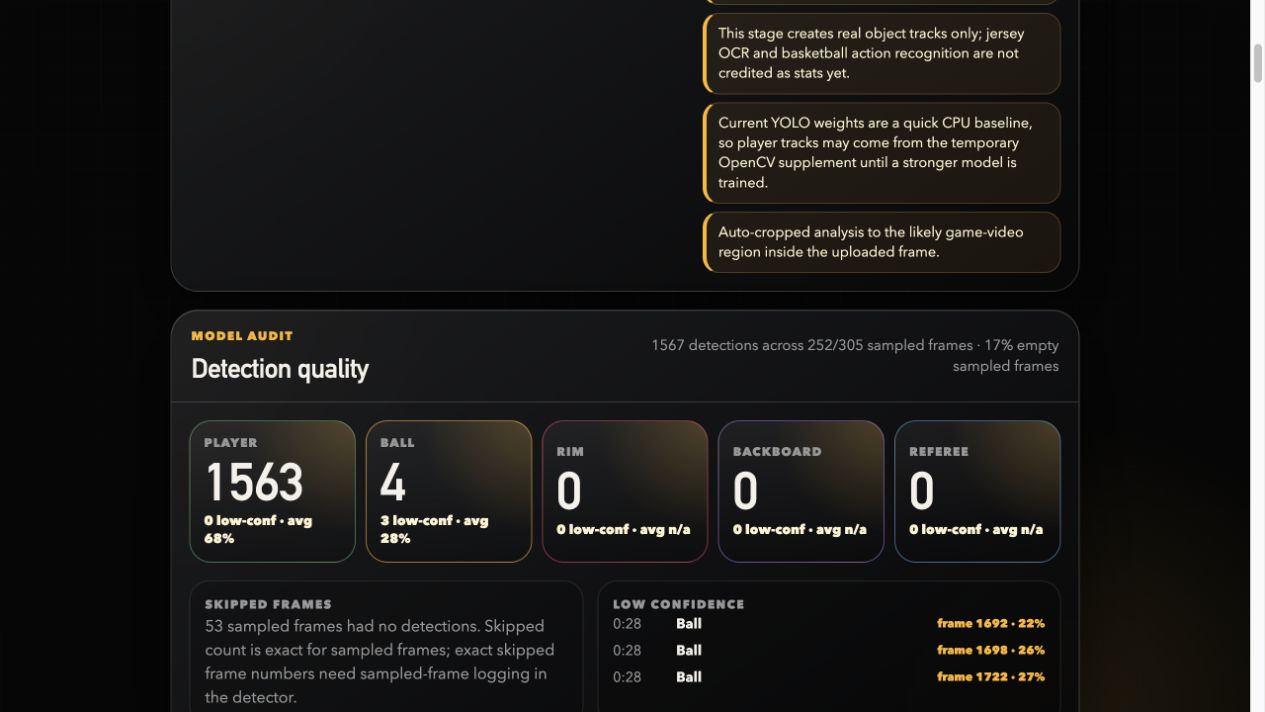 This stage creates real object tracks only; jersey
OCR and basketball action recognition are not
credited as stats yet.
Current YOLO weights are a quick CPU baseline,
so player tracks may come from the temporary
OpenCV supplement until a stronger model is
trained.
Auto-cropped analysis to the likely game-video
region inside the uploaded frame.
MODEL AUDIT
Detection quality
1567 detections across 252/305 sampled frames · 17% empty
sampled frames
PLAYER
1563
0 low-conf · avg
68%
BALL
4
3 low-conf · avg
28%
RIM
0
0 low-conf · avg n/a
BACKBOARD
0
0 low-conf · avg n/a
REFEREE
0
0 low-conf · avg n/a
SKIPPED FRAMES
53 sampled frames had no detections. Skipped
count is exact for sampled frames; exact skipped
frame numbers need sampled-frame logging in
the detector.
LOW CONFIDENCE
0:28 Ball frame 1692 · 22%
0:28 Ball frame 1698 · 26%
0:28 Ball frame 1722 · 27%